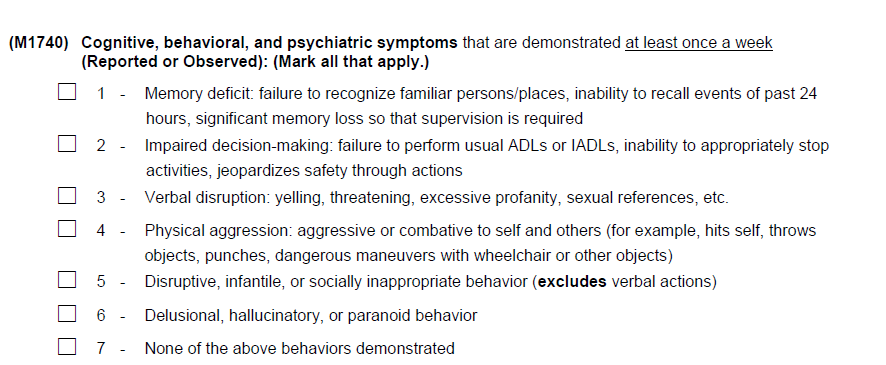 (M1740) Cognitive, behavioral, and psychiatric symptoms that are demonstrated at least once a week
(Reported or Observed): (Mark all that apply.)
1 - Memory deficit: failure to recognize familiar persons/places, inability to recall events of past 24
hours, significant memory loss so that supervision is required
2 - Impaired decision-making: failure to perform usual ADLs or IADLs, inability to appropriately stop
activities, jeopardizes safety through actions
3 - Verbal disruption: yelling, threatening, excessive profanity, sexual references, etc.
4 - Physical aggression: aggressive or combative to self and others (for example, hits self, throws
objects, punches, dangerous maneuvers with wheelchair or other objects)
5 - Disruptive, infantile, or socially inappropriate behavior (excludes verbal actions)
6 - Delusional, hallucinatory, or paranoid behavior
7 - None of the above behaviors demonstrated